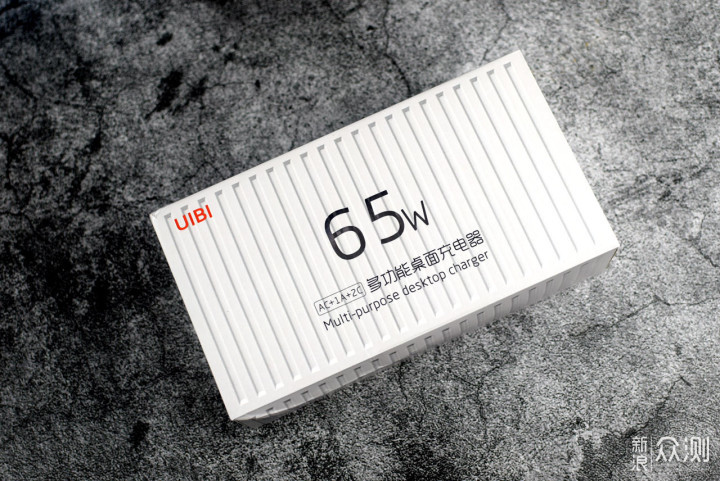 UIBI
65W
AC+1A+2C 多功能桌面充电器
Multi-purpose desktop charger
新浪 众测